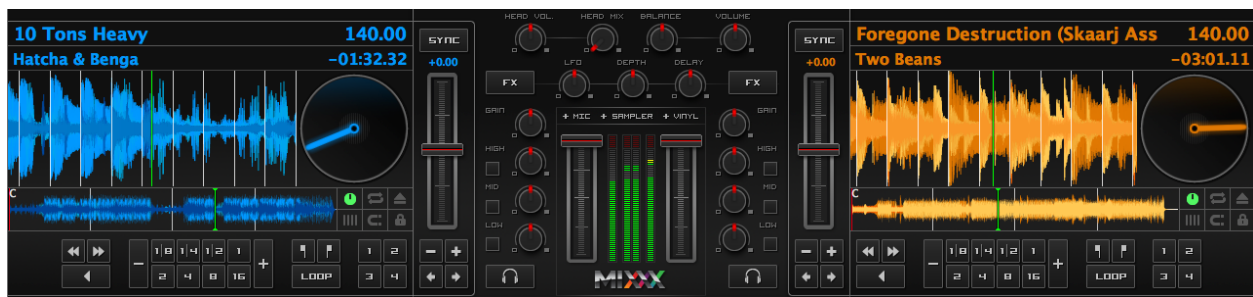 10 Tons Heavy 140.00
Hatcha & Benga -01:32.32
C
SYNC
+0.00
1|8 1|4 1|2 1
2 4 8 16
LOOP
1 2
3 4
HEAD VOL. HEAD MIX BALANCE VOLUME
LFO DEPTH DELAY
FX FX
+ MIC + SAMPLER + VINYL
GAIN GAIN
HIGH HIGH
MID MID
LOW LOW
MIXXX
SYNC
+0.00
Foregone Destruction (Skaarj Ass 140.00
Two Beans -03:01.11
C
1|8 1|4 1|2 1
2 4 8 16
LOOP
1 2
3 4